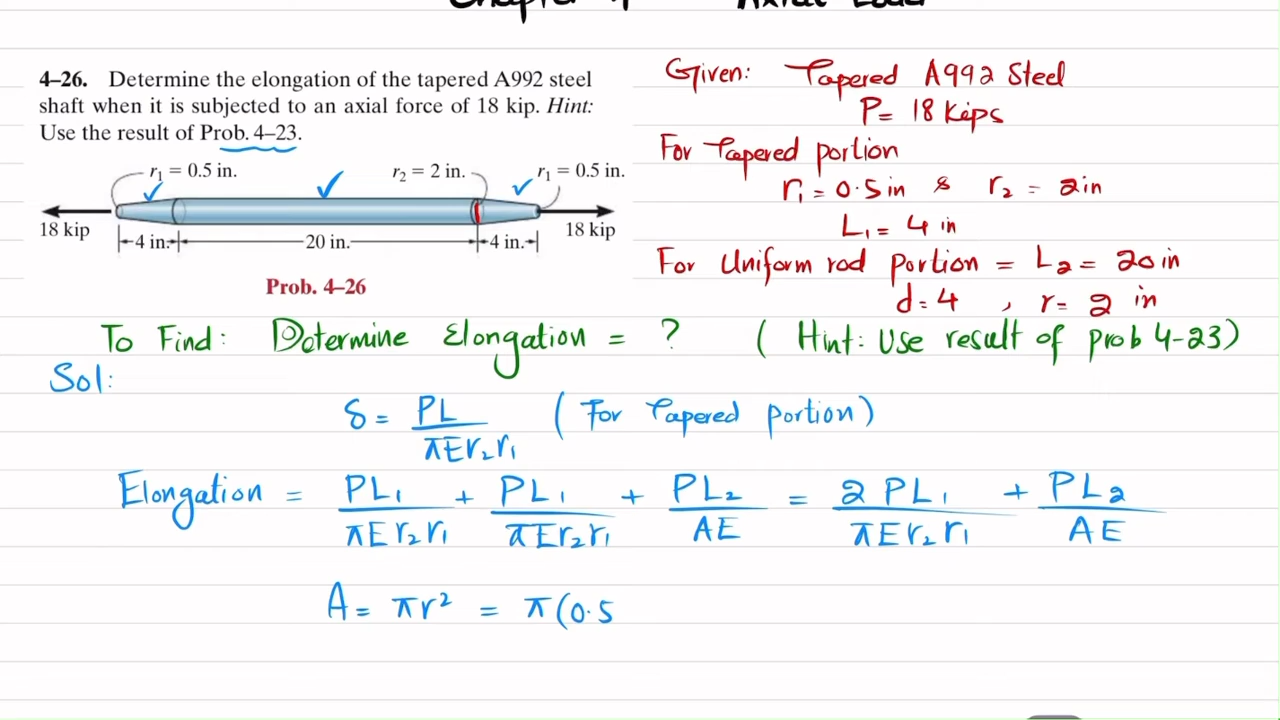 Chapter 4 Axial Load
4–26. Determine the elongation of the tapered A992 steel
shaft when it is subjected to an axial force of 18 kip. Hint:
Use the result of Prob. 4–23.
r₁ = 0.5 in. r₂ = 2 in. r₁ = 0.5 in.
18 kip 4 in. 20 in. 4 in. 18 kip
Prob. 4–26
Given: Tapered A992 Steel
P= 18 Kips
For Tapered portion
r₁ = 0.5 in & r₂ = 2in
L₁ = 4 in
For Uniform rod portion = L₂ = 20 in
d = 4 , r = 2 in
To Find: Determine Elongation = ? ( Hint: Use result of prob 4-23)
Sol:
δ = PL / πEr₂r₁ ( For Tapered portion)
Elongation = PL₁ / πEr₂r₁ + PL₁ / πEr₂r₁ + PL₂ / AE = 2PL₁ / πEr₂r₁ + PL₂ / AE
A = πr² = π(0.5